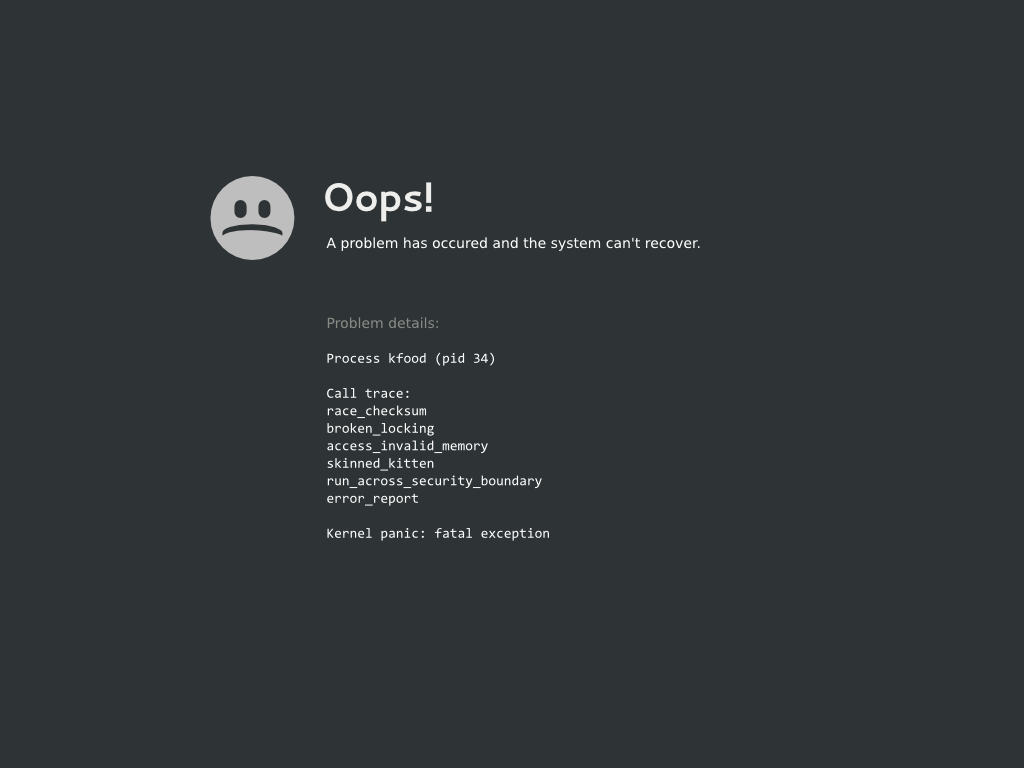 Oops!
A problem has occured and the system can't recover.
Problem details:
Process kfood (pid 34)
Call trace:
race_checksum
broken_locking
access_invalid_memory
skinned_kitten
run_across_security_boundary
error_report
Kernel panic: fatal exception